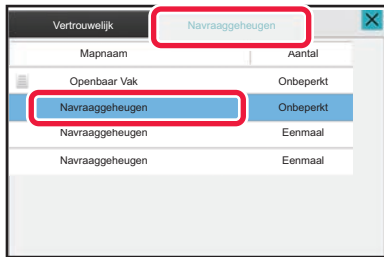 Vertrouwelijk Navraaggeheugen
Mapnaam Aantal
Openbaar Vak Onbeperkt
Navraaggeheugen Onbeperkt
Navraaggeheugen Eenmaal
Navraaggeheugen Eenmaal